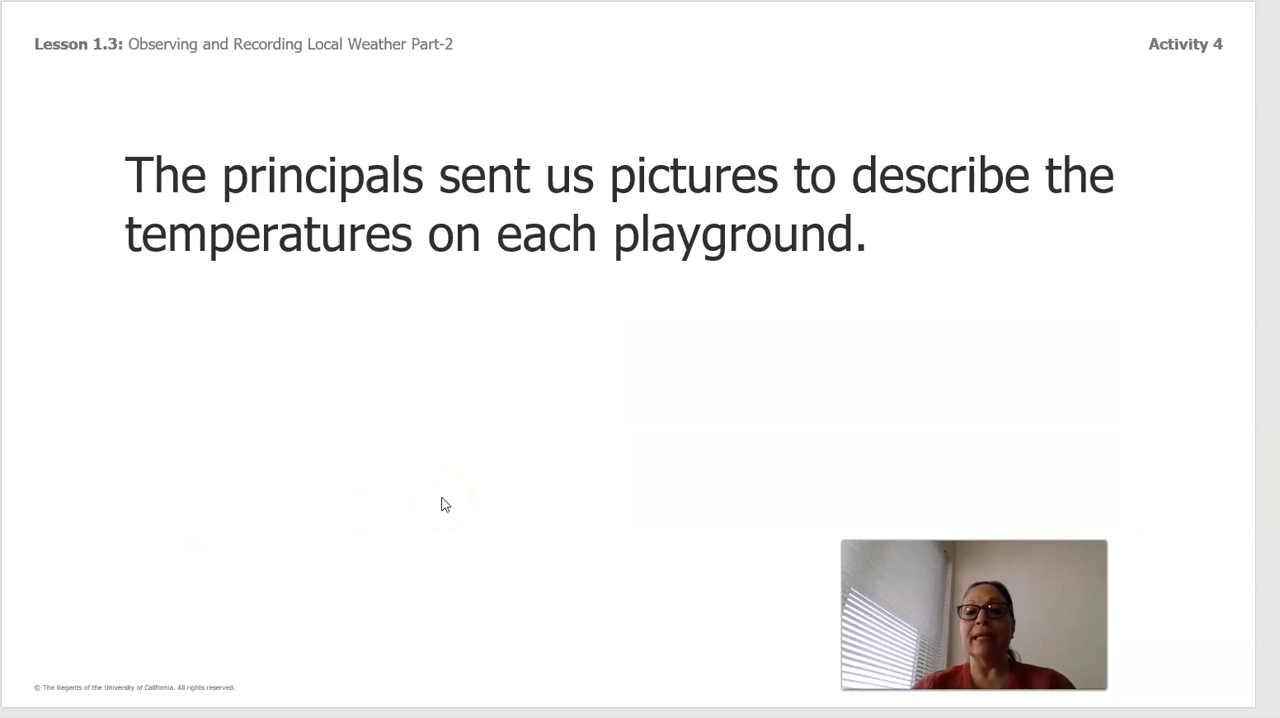 Lesson 1.3: Observing and Recording Local Weather Part-2
Activity 4
The principals sent us pictures to describe the
temperatures on each playground.
© The Regents of the University of California. All rights reserved.